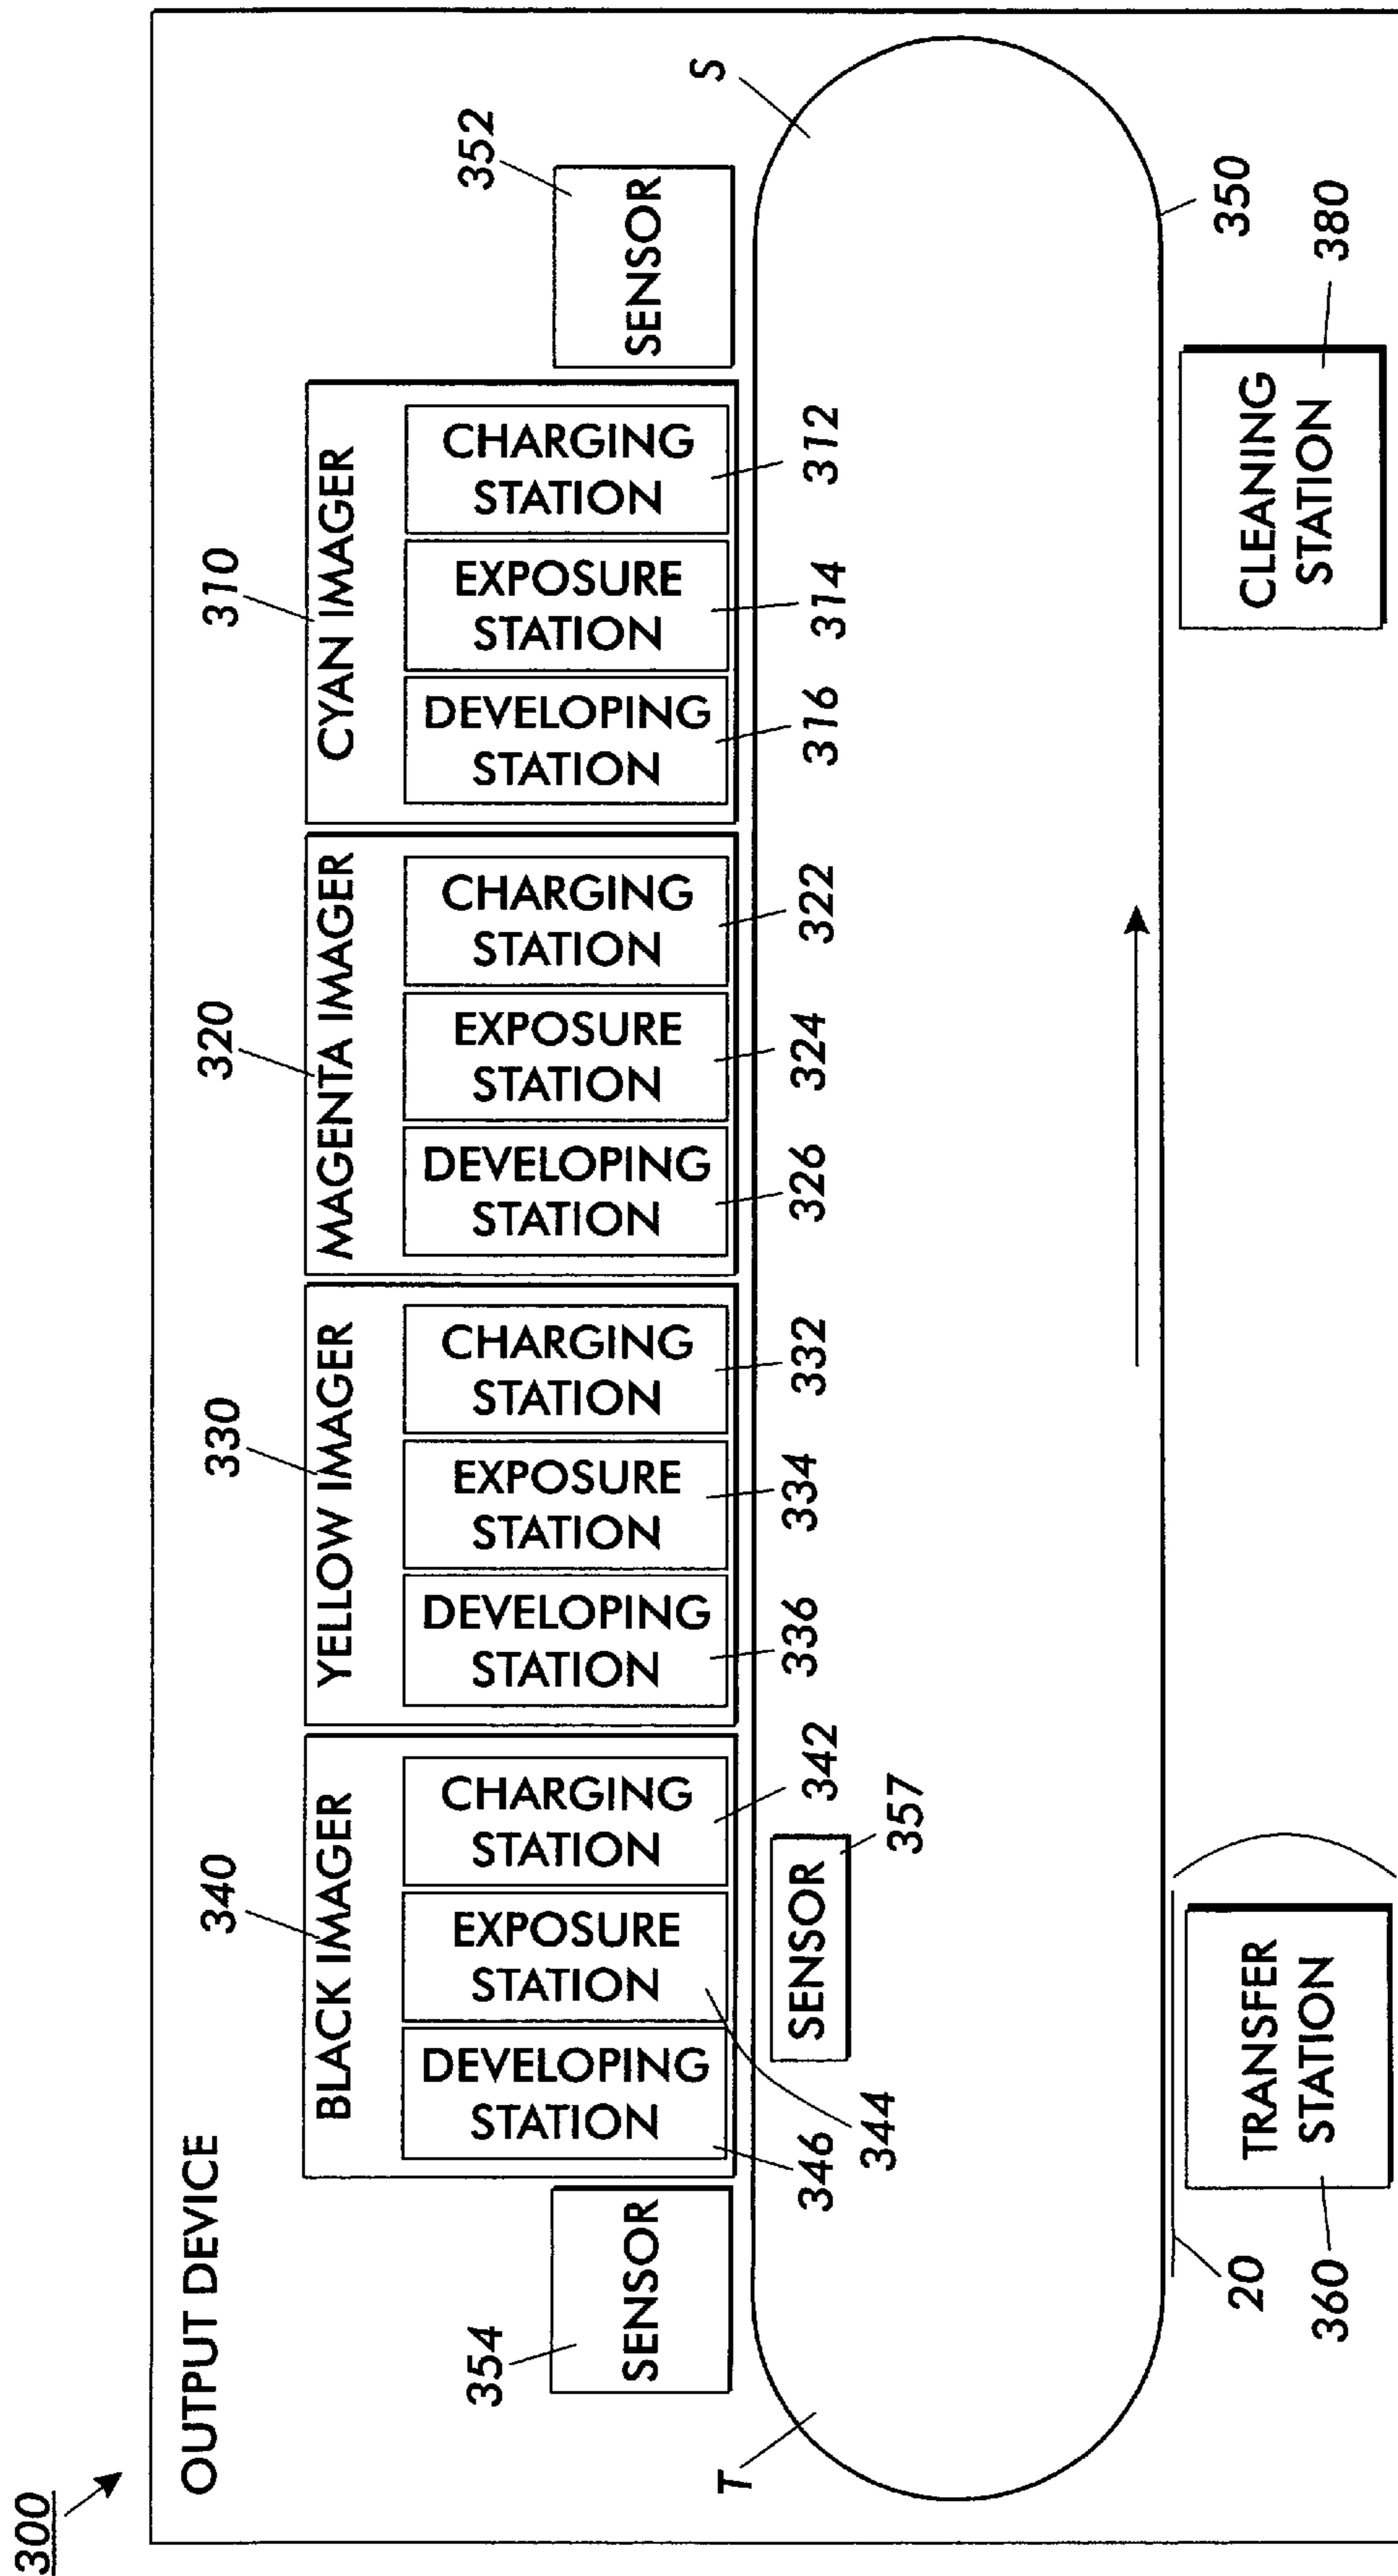 300
OUTPUT DEVICE
340
330
320
310
BLACK IMAGER
YELLOW IMAGER
MAGENTA IMAGER
CYAN IMAGER
354
SENSOR
DEVELOPING
STATION
EXPOSURE
STATION
CHARGING
STATION
DEVELOPING
STATION
EXPOSURE
STATION
CHARGING
STATION
DEVELOPING
STATION
EXPOSURE
STATION
CHARGING
STATION
DEVELOPING
STATION
EXPOSURE
STATION
CHARGING
STATION
352
SENSOR
T
346
344
SENSOR
342
357
336
334
332
326
324
322
316
314
312
S
20
360
TRANSFER
STATION
CLEANING
STATION
350
380